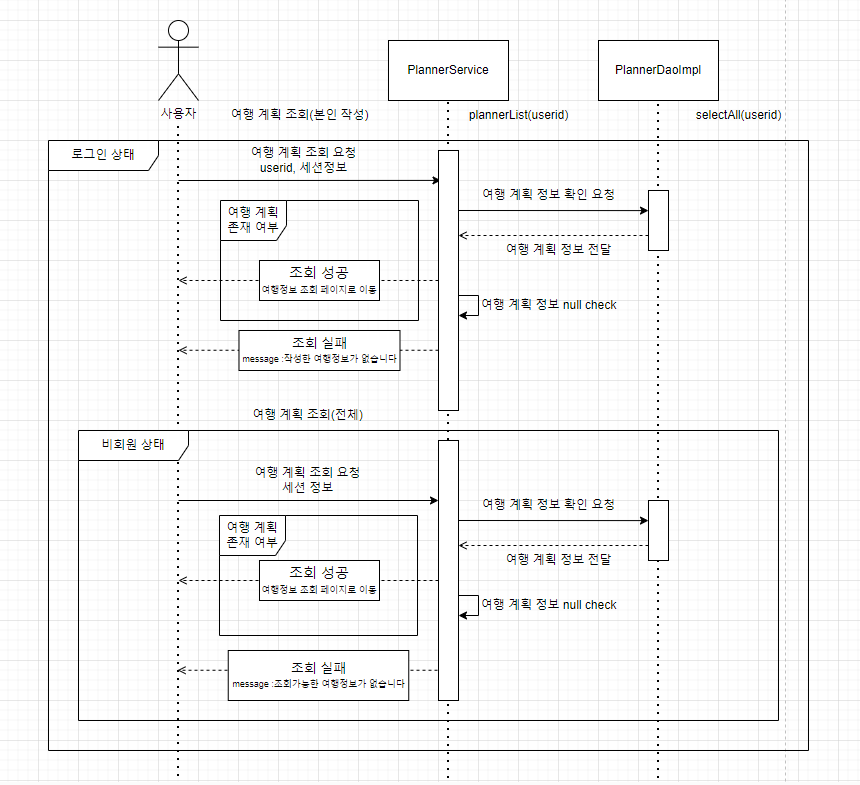 PlannerService
PlannerDaoImpl
사용자
여행 계획 조회(본인 작성)
plannerList(userid)
selectAll(userid)
로그인 상태
여행 계획 조회 요청
userid, 세션정보
여행 계획 정보 확인 요청
여행 계획
존재 여부
여행 계획 정보 전달
조회 성공
여행정보 조회 페이지로 이동
여행 계획 정보 null check
조회 실패
message :작성한 여행정보가 없습니다
여행 계획 조회(전체)
비회원 상태
여행 계획 조회 요청
세션 정보
여행 계획 정보 확인 요청
여행 계획
존재 여부
여행 계획 정보 전달
조회 성공
여행정보 조회 페이지로 이동
여행 계획 정보 null check
조회 실패
message :조회가능한 여행정보가 없습니다